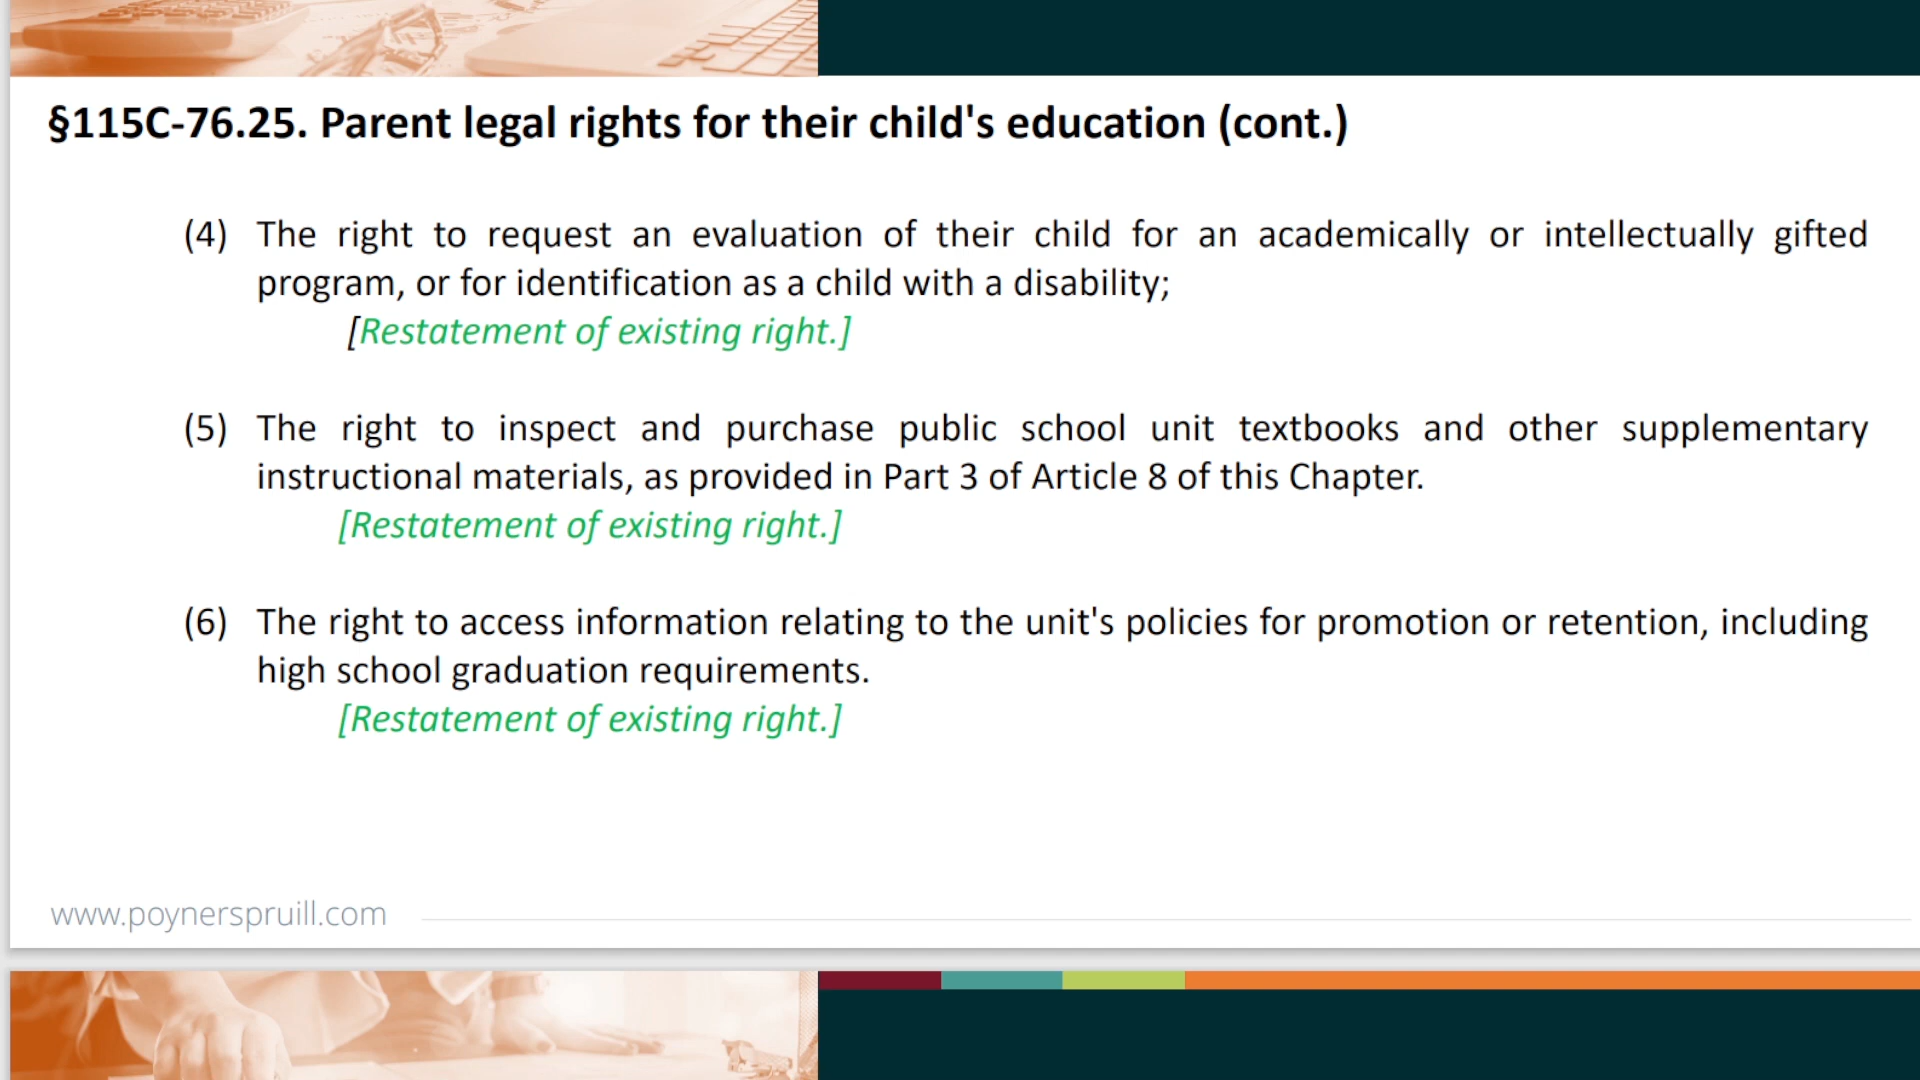 §115C-76.25. Parent legal rights for their child's education (cont.)
(4) The right to request an evaluation of their child for an academically or intellectually gifted
program, or for identification as a child with a disability;
[Restatement of existing right.]
(5) The right to inspect and purchase public school unit textbooks and other supplementary
instructional materials, as provided in Part 3 of Article 8 of this Chapter.
[Restatement of existing right.]
(6) The right to access information relating to the unit's policies for promotion or retention, including
high school graduation requirements.
[Restatement of existing right.]
www.poynerspruill.com